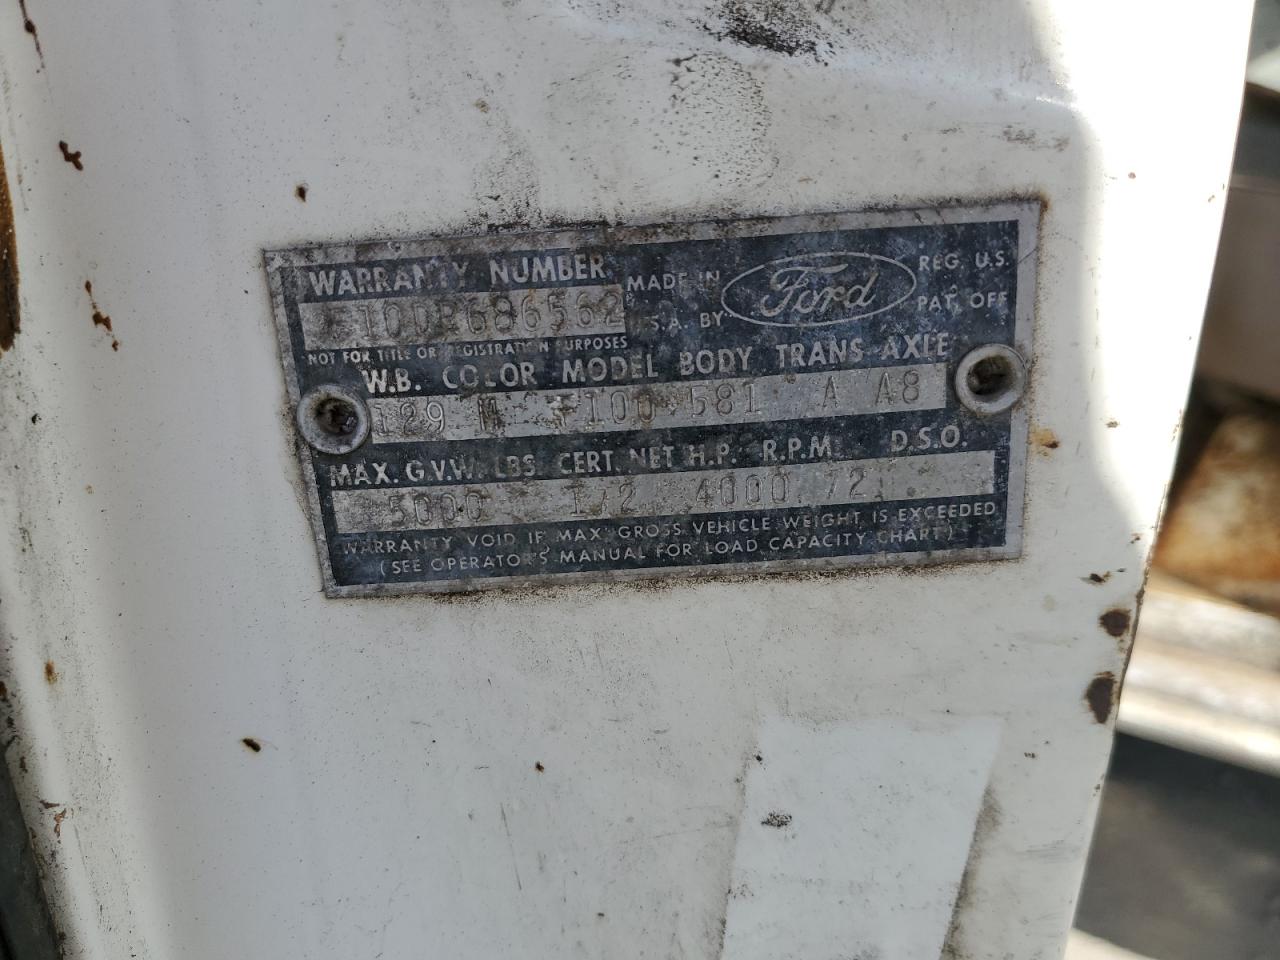 WARRANTY NUMBER
MADE IN
Ford
REG. U.S.
S.A. BY
PAT. OFF
NOT FOR TITLE OR REGISTRATION PURPOSES
W.B. COLOR MODEL BODY TRANS AXLE
129 M F100 581 A A8
MAX. G.V.W. LBS CERT. NET H.P. R.P.M. D.S.O.
5000 172 4000 72
WARRANTY VOID IF MAX GROSS VEHICLE WEIGHT IS EXCEEDED
(SEE OPERATOR'S MANUAL FOR LOAD CAPACITY CHART)